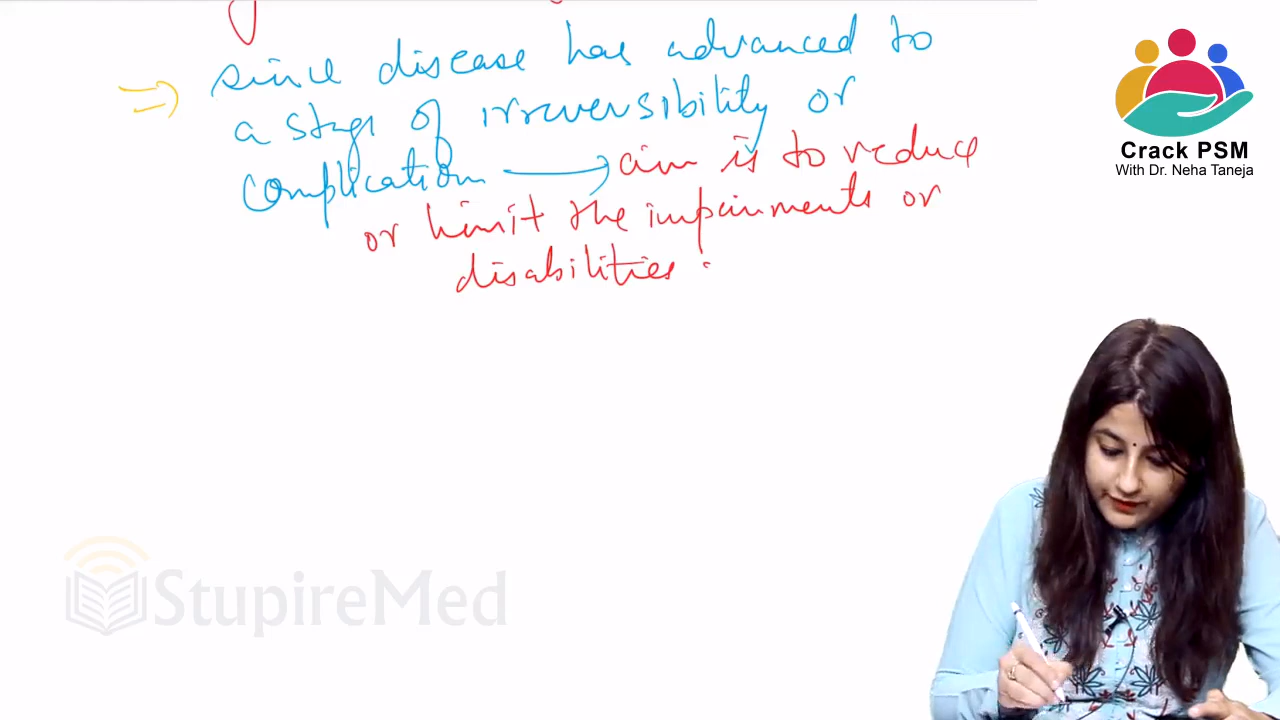 since disease has advanced to
⇒ a stage of irreversibility or
complication → aim is to reduce
or limit the impairments or
disabilities.
Crack PSM
With Dr. Neha Taneja
StupireMed